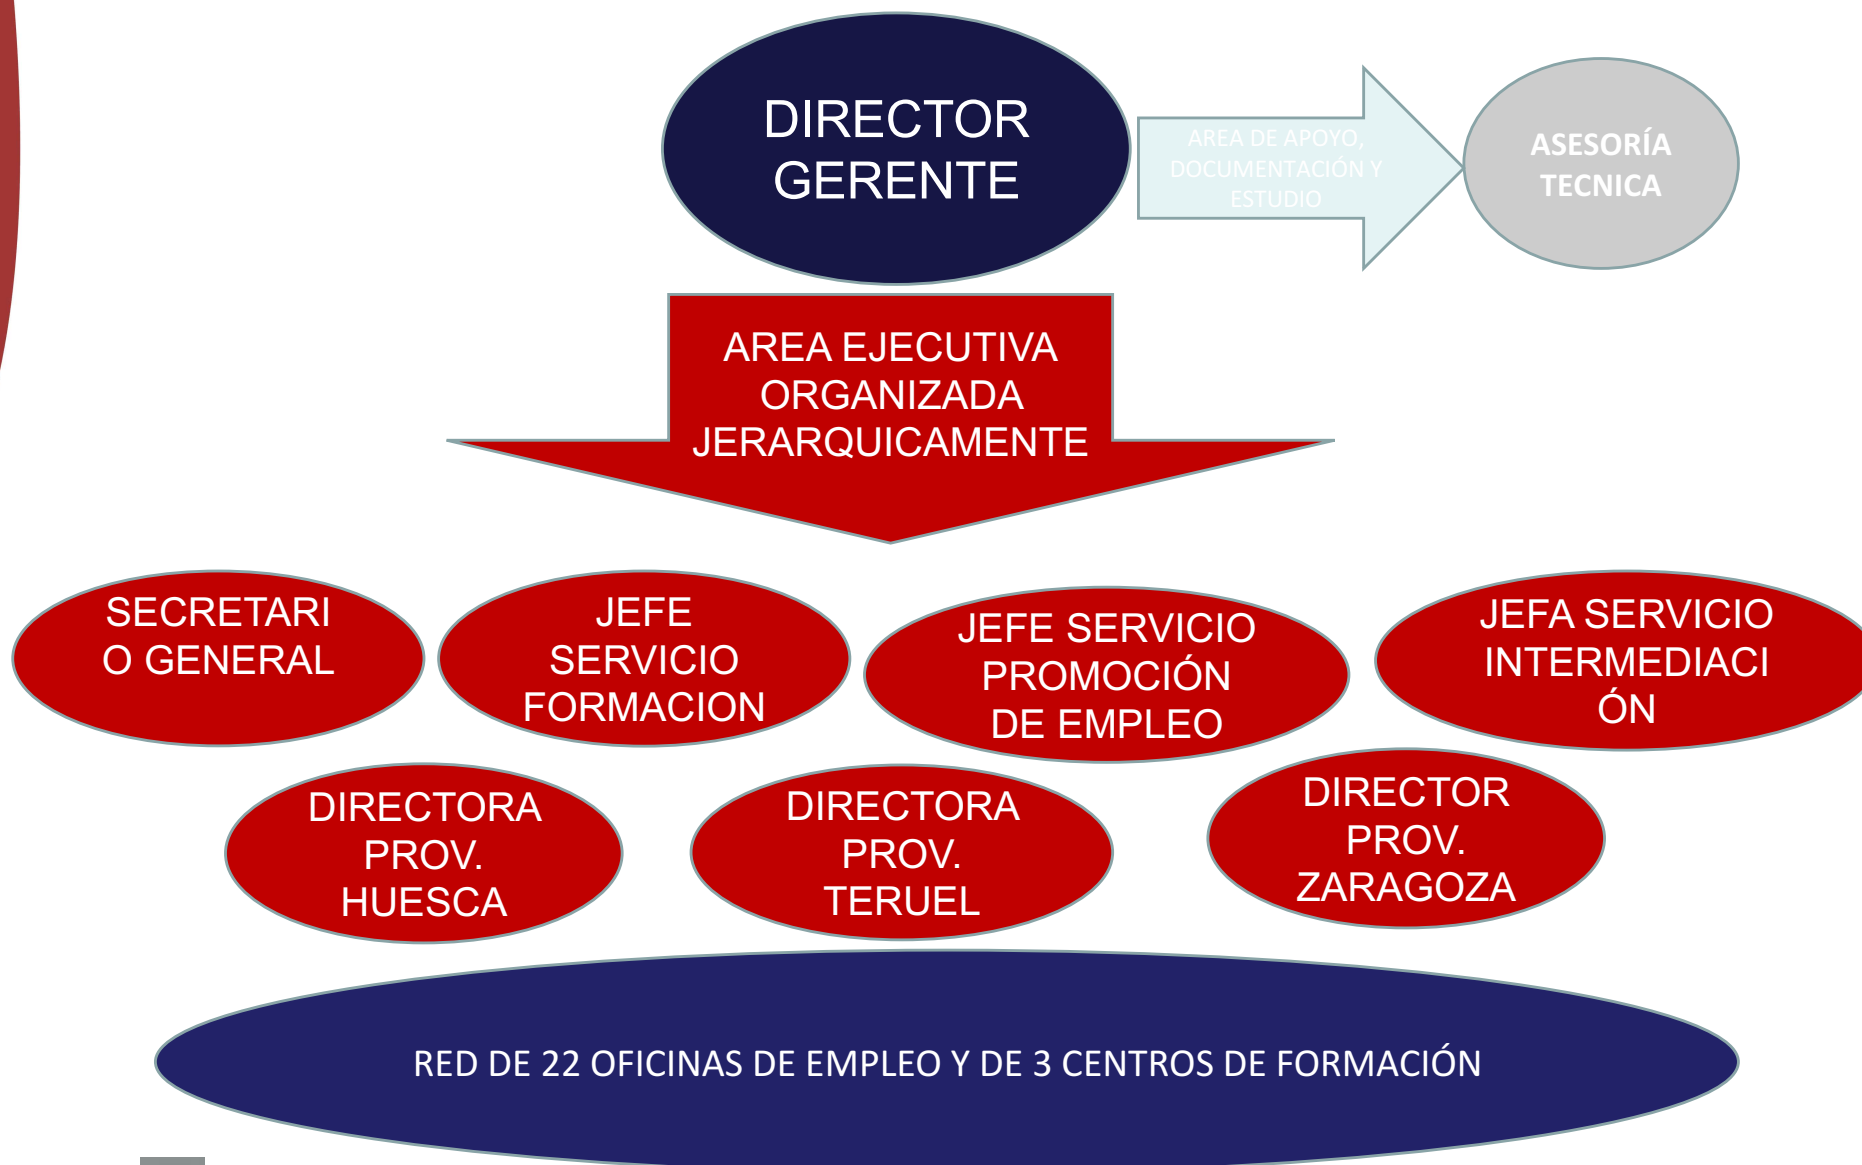 DIRECTOR
GERENTE
AREA DE APOYO,
DOCUMENTACIÓN Y
ESTUDIO
ASESORÍA
TECNICA
AREA EJECUTIVA
ORGANIZADA
JERARQUICAMENTE
SECRETARI
O GENERAL
JEFE
SERVICIO
FORMACION
JEFE SERVICIO
PROMOCIÓN
DE EMPLEO
JEFA SERVICIO
INTERMEDIACI
ÓN
DIRECTORA
PROV.
HUESCA
DIRECTORA
PROV.
TERUEL
DIRECTOR
PROV.
ZARAGOZA
RED DE 22 OFICINAS DE EMPLEO Y DE 3 CENTROS DE FORMACIÓN